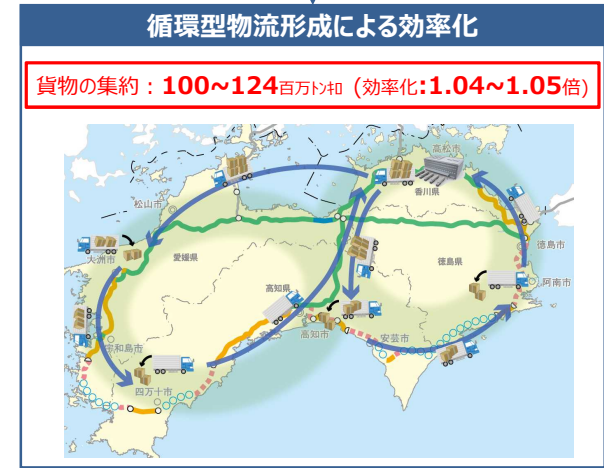 循環型物流形成による効率化
貨物の集約：100~124百万ﾄﾝｷﾛ (効率化:1.04~1.05倍)
高松市
香川県
松山市
徳島市
大洲市
愛媛県
徳島県
阿南市
高知県
高知市
安芸市
宇和島市
四万十市